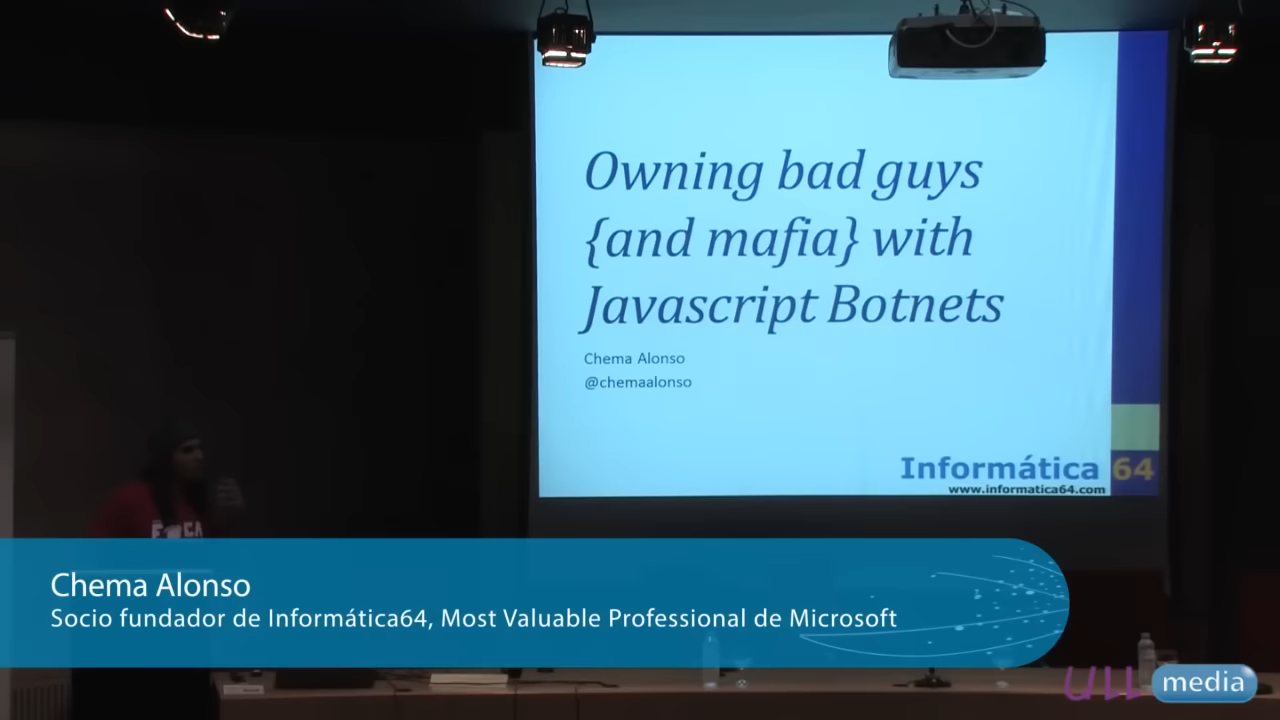 Owning bad guys
{and mafia} with
Javascript Botnets
Chema Alonso
@chemaalonso
Informática 64
www.informatica64.com
Chema Alonso
Socio fundador de Informática64, Most Valuable Professional de Microsoft
ULL media